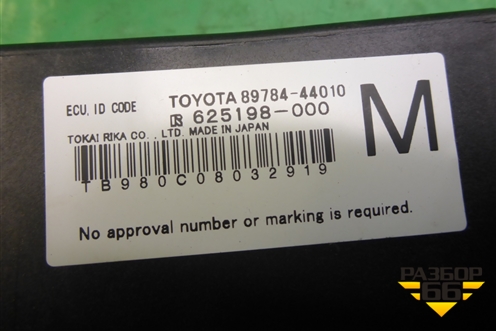 ECU. ID CODE TOYOTA 89784-44010
625198-000
TOKAI RIKA CO. , LTD. MADE IN JAPAN
M
TB980C08032919
No approval number or marking is required.
РАЗБОР
66